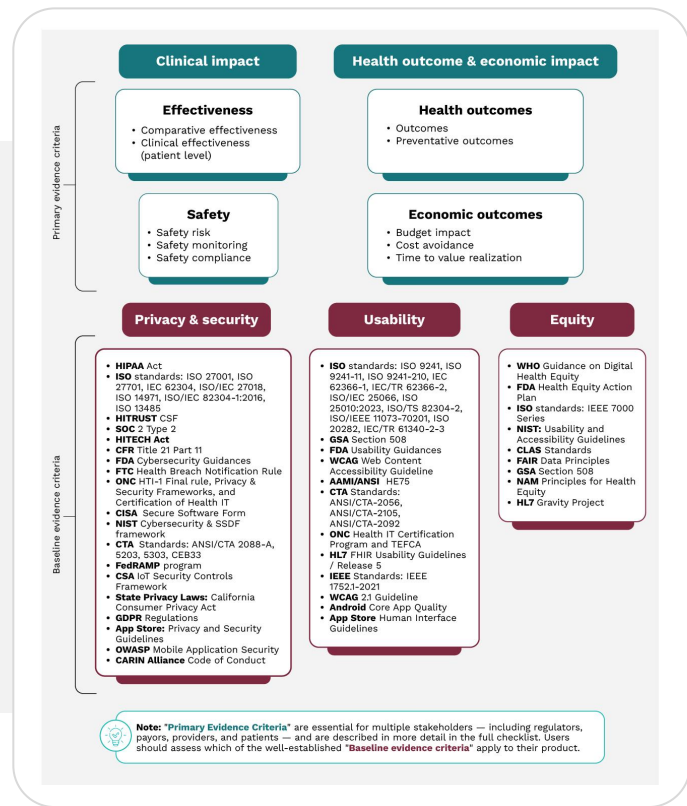 Clinical impact
Health outcome & economic impact
Primary evidence criteria
Effectiveness
• Comparative effectiveness
• Clinical effectiveness
(patient level)
Health outcomes
• Outcomes
• Preventative outcomes
Safety
• Safety risk
• Safety monitoring
• Safety compliance
Economic outcomes
• Budget impact
• Cost avoidance
• Time to value realization
Baseline evidence criteria
Privacy & security
• HIPAA Act
• ISO standards: ISO 27001, ISO
27701, IEC 62304, ISO/IEC 27018,
ISO 14971, ISO/IEC 82304-1:2016,
ISO 13485
• HITRUST CSF
• SOC 2 Type 2
• HITECH Act
• CFR Title 21 Part 11
• FDA Cybersecurity Guidances
• FTC Health Breach Notification Rule
• ONC HTI-1 Final rule, Privacy &
Security Frameworks, and
Certification of Health IT
• CISA Secure Software Form
• NIST Cybersecurity & SSDF
framework
• CTA Standards: ANSI/CTA 2088-A,
5203, 5303, CEB33
• FedRAMP program
• CSA IoT Security Controls
Framework
• State Privacy Laws: California
Consumer Privacy Act
• GDPR Regulations
• App Store: Privacy and Security
Guidelines
• OWASP Mobile Application Security
• CARIN Alliance Code of Conduct
Usability
• ISO standards: ISO 9241, ISO
9241-11, ISO 9241-210, IEC
62366-1, IEC/TR 62366-2,
ISO/IEC 25066, ISO
25010:2023, ISO/TS 82304-2,
ISO/IEEE 11073-70201, ISO
20282, IEC/TR 61340-2-3
• GSA Section 508
• FDA Usability Guidances
• WCAG Web Content
Accessibility Guideline
• AAMI/ANSI HE75
• CTA Standards:
ANSI/CTA-2056,
ANSI/CTA-2105,
ANSI/CTA-2092
• ONC Health IT Certification
Program and TEFCA
• HL7 FHIR Usability Guidelines
/ Release 5
• IEEE Standards: IEEE
1752.1-2021
• WCAG 2.1 Guideline
• Android Core App Quality
• App Store Human Interface
Guidelines
Equity
• WHO Guidance on Digital
Health Equity
• FDA Health Equity Action
Plan
• ISO standards: IEEE 7000
Series
• NIST: Usability and
Accessibility Guidelines
• CLAS Standards
• FAIR Data Principles
• GSA Section 508
• NAM Principles for Health
Equity
• HL7 Gravity Project
Note: "Primary Evidence Criteria" are essential for multiple stakeholders — including regulators,
payors, providers, and patients — and are described in more detail in the full checklist. Users
should assess which of the well-established "Baseline evidence criteria" apply to their product.